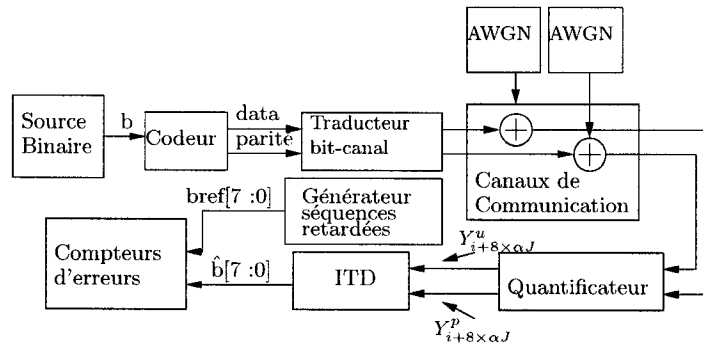 AWGN
AWGN
Source
Binaire
b
Codeur
data
parité
Traducteur
bit-canal
+
+
Canaux de
Communication
bref[7 :0]
Générateur
séquences
retardées
Compteurs
d'erreurs
b̂[7 :0]
ITD
Y^u_{i+8×αJ}
Y^p_{i+8×αJ}
Quantificateur